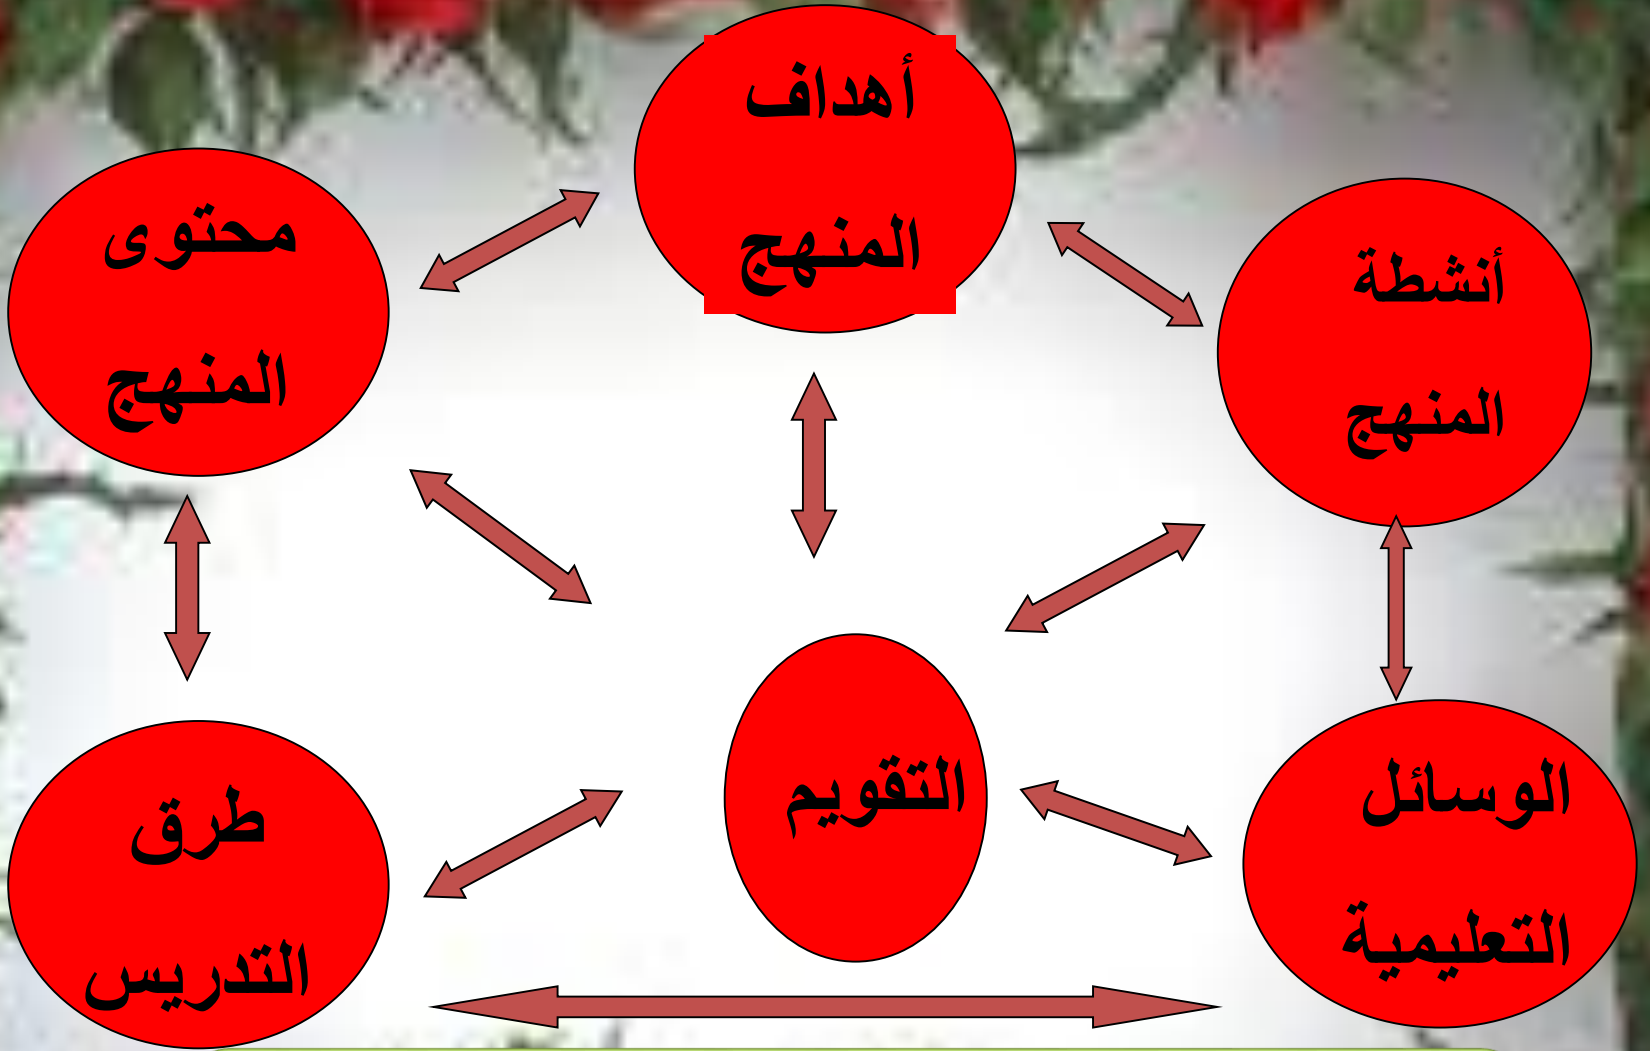 أهداف
المنهج
أنشطة
المنهج
محتوى
المنهج
التقويم
الوسائل
التعليمية
طرق
التدريس